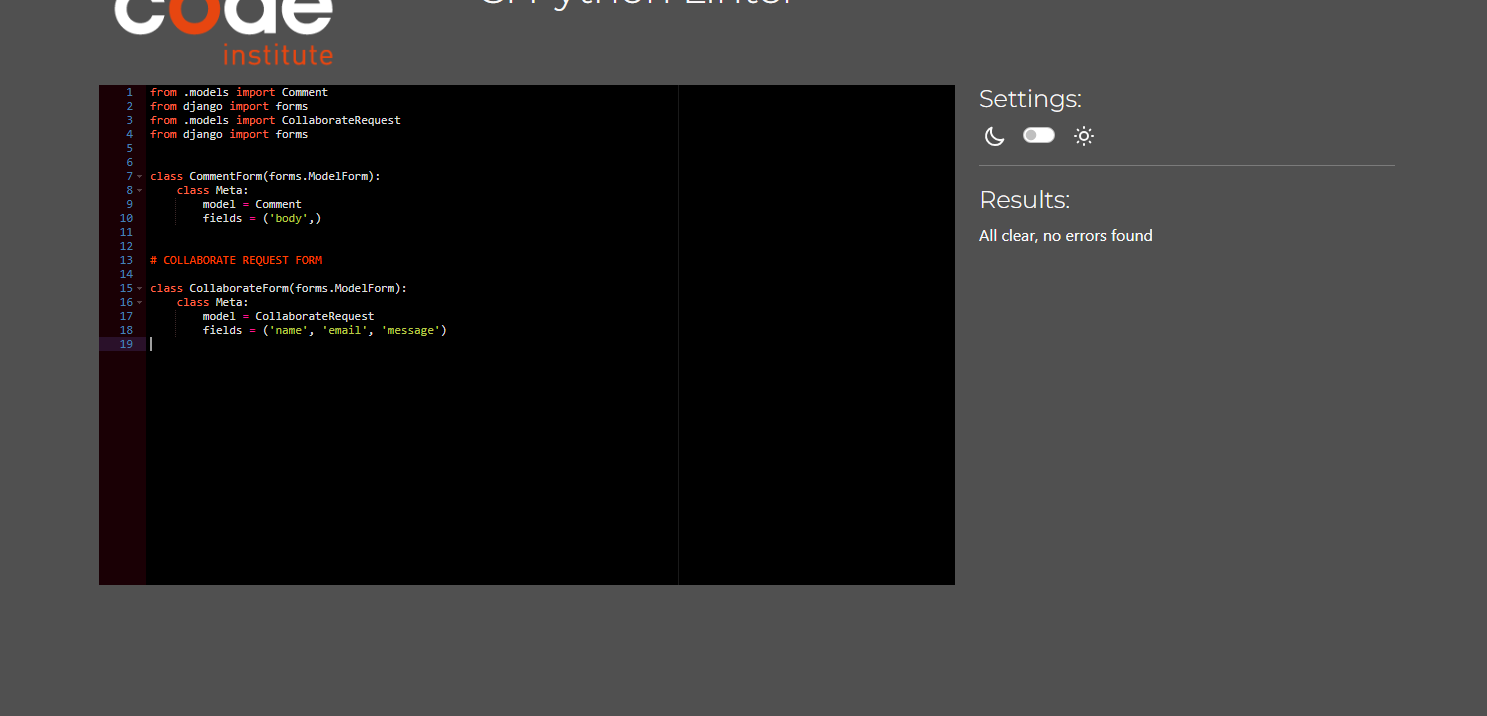 code
institute
CI Python Linter
1 from .models import Comment
2 from django import forms
3 from .models import CollaborateRequest
4 from django import forms
5
6
7 class CommentForm(forms.ModelForm):
8     class Meta:
9         model = Comment
10         fields = ('body',)
11
12
13 # COLLABORATE REQUEST FORM
14
15 class CollaborateForm(forms.ModelForm):
16     class Meta:
17         model = CollaborateRequest
18         fields = ('name', 'email', 'message')
19
Settings:
Results:
All clear, no errors found